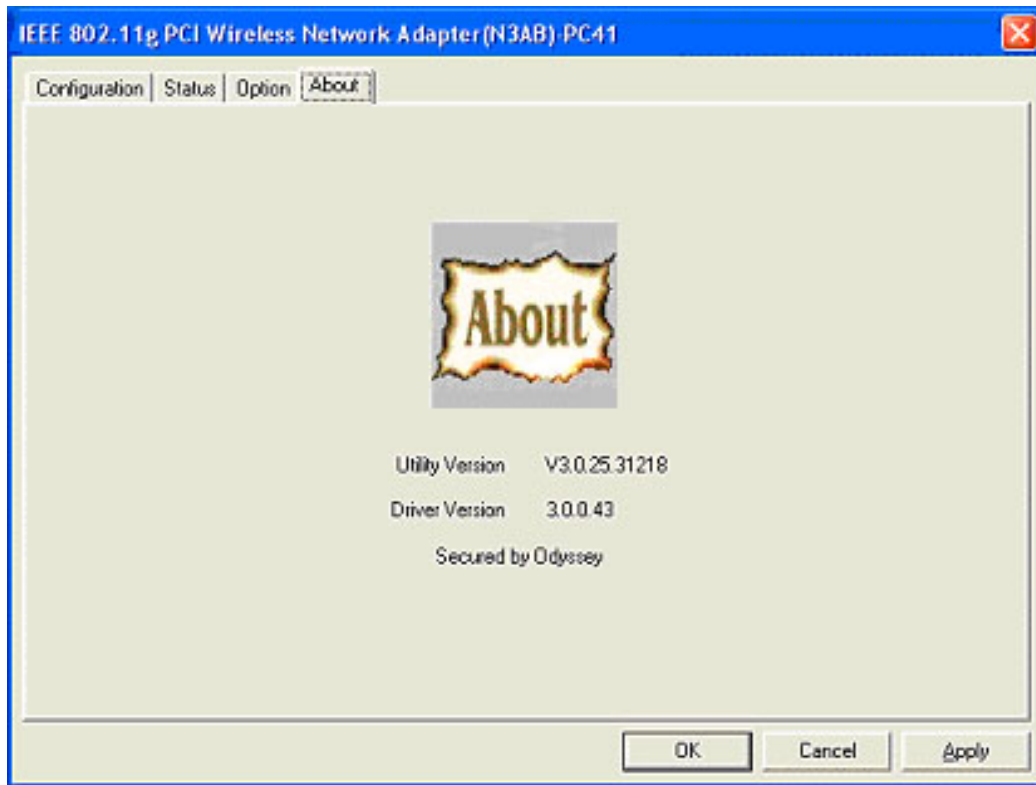 IEEE 802.11g PCI Wireless Network Adapter(N3AB)-PC41
Configuration Status Option About
About
Utility Version V3.0.25.31218
Driver Version 3.0.0.43
Secured by Odyssey
OK Cancel Apply